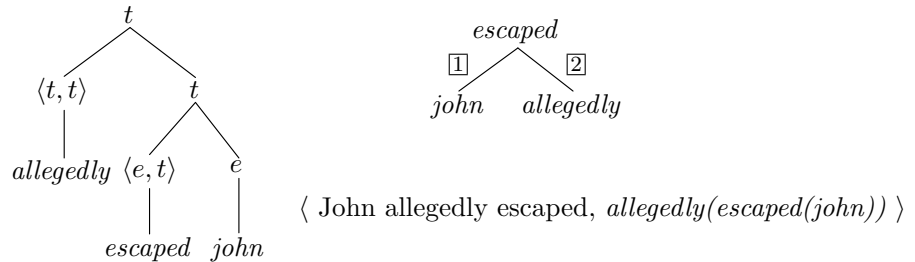 t
escaped
1 2
⟨t, t⟩ t
john allegedly
allegedly ⟨e, t⟩ e
⟨ John allegedly escaped, allegedly(escaped(john)) ⟩
escaped john